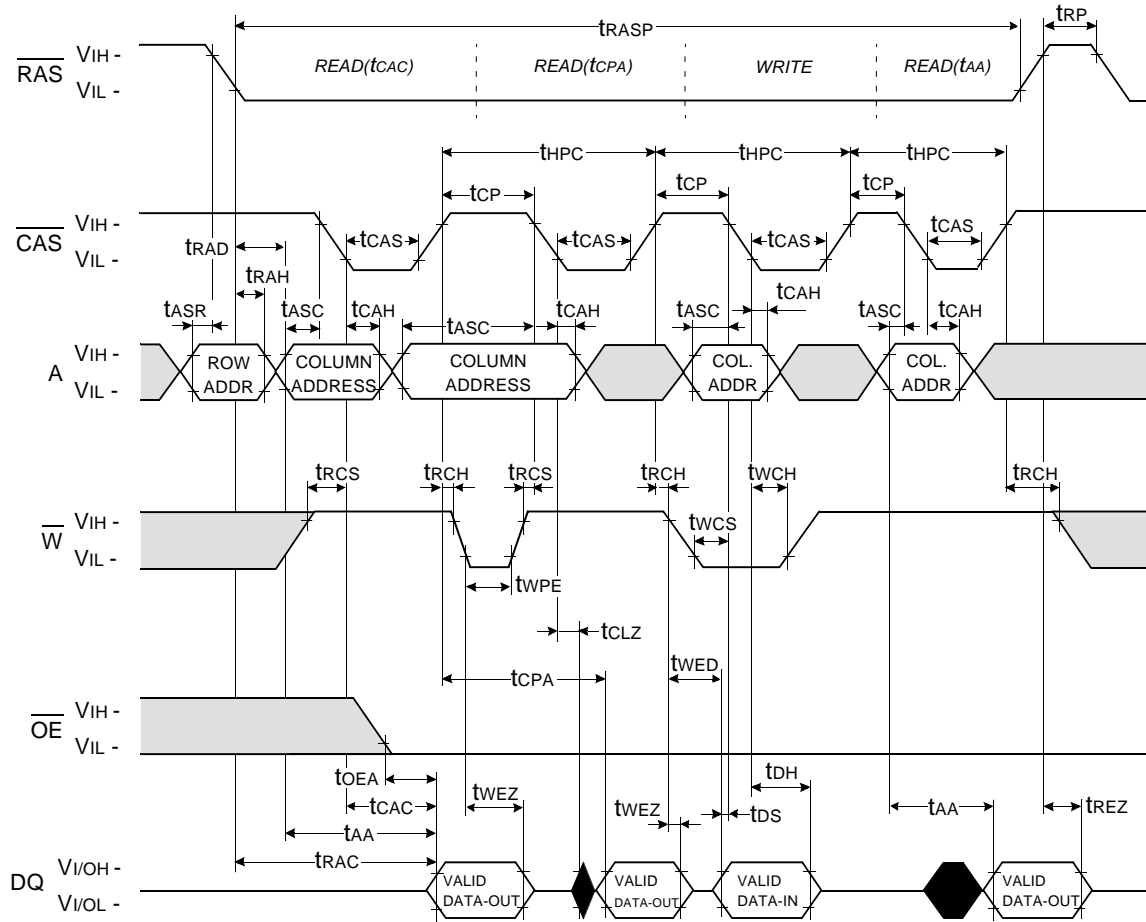 tRASP
tRP
RAS
VIH -
VIL -
READ(tCAC)
READ(tCPA)
WRITE
READ(tAA)
tHPC
tHPC
tHPC
tCP
tCP
tCP
CAS
VIH -
VIL -
tCAS
tCAS
tCAS
tCAS
tRAD
tRAH
tASR
tASC
tCAH
tASC
tCAH
tASC
tCAH
tASC
tCAH
A
VIH -
VIL -
ROW
ADDR
COLUMN
ADDRESS
COLUMN
ADDRESS
COL.
ADDR
COL.
ADDR
tRCS
tRCH
tRCS
tRCH
tWCH
tRCH
W
VIH -
VIL -
tWCS
tWPE
tCLZ
tCPA
tWED
OE
VIH -
VIL -
tOEA
tCAC
tAA
tRAC
tWEZ
tWEZ
tDH
tDS
tAA
tREZ
DQ
VI/OH -
VI/OL -
VALID
DATA-OUT
VALID
DATA-OUT
VALID
DATA-IN
VALID
DATA-OUT